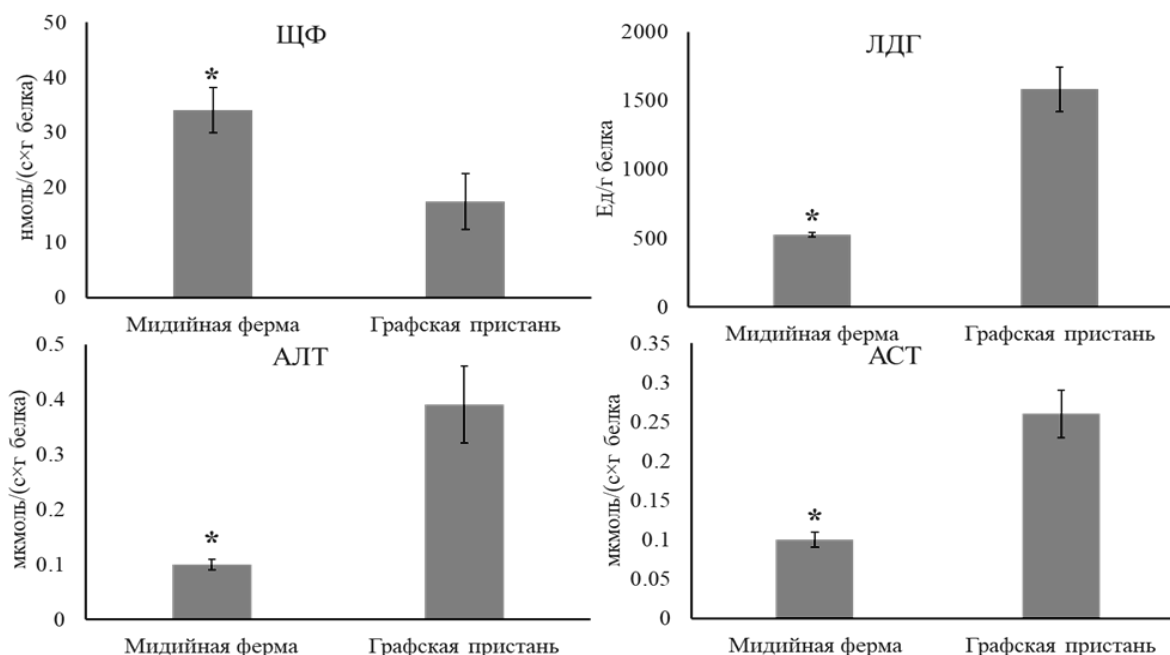 ЩФ
50
40
30
20
10
0
нмоль/(с×г белка)
*
Мидийная ферма
Графская пристань
ЛДГ
2000
1500
1000
500
0
Ед/г белка
*
Мидийная ферма
Графская пристань
АЛТ
0.5
0.4
0.3
0.2
0.1
0
мкмоль/(с×г белка)
*
Мидийная ферма
Графская пристань
АСТ
0.35
0.3
0.25
0.2
0.15
0.1
0.05
0
мкмоль/(с×г белка)
*
Мидийная ферма
Графская пристань